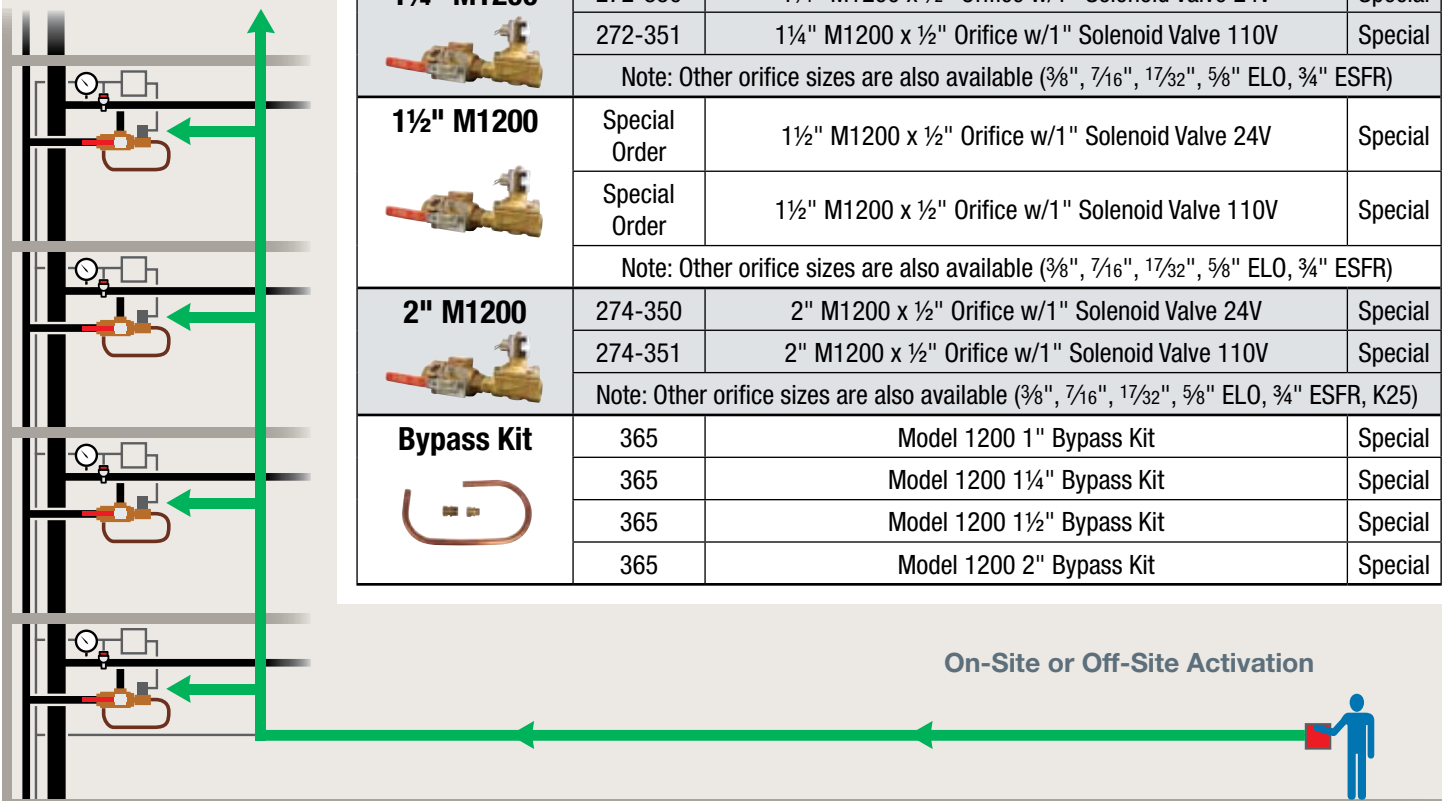 1¼" M1200
272-351 1¼" M1200 x ½" Orifice w/1" Solenoid Valve 110V Special
Note: Other orifice sizes are also available (⅜", 7⁄16", 17⁄32", ⅝" ELO, ¾" ESFR)
1½" M1200
Special Order 1½" M1200 x ½" Orifice w/1" Solenoid Valve 24V Special
Special Order 1½" M1200 x ½" Orifice w/1" Solenoid Valve 110V Special
Note: Other orifice sizes are also available (⅜", 7⁄16", 17⁄32", ⅝" ELO, ¾" ESFR)
2" M1200
274-350 2" M1200 x ½" Orifice w/1" Solenoid Valve 24V Special
274-351 2" M1200 x ½" Orifice w/1" Solenoid Valve 110V Special
Note: Other orifice sizes are also available (⅜", 7⁄16", 17⁄32", ⅝" ELO, ¾" ESFR, K25)
Bypass Kit
365 Model 1200 1" Bypass Kit Special
365 Model 1200 1¼" Bypass Kit Special
365 Model 1200 1½" Bypass Kit Special
365 Model 1200 2" Bypass Kit Special
On-Site or Off-Site Activation